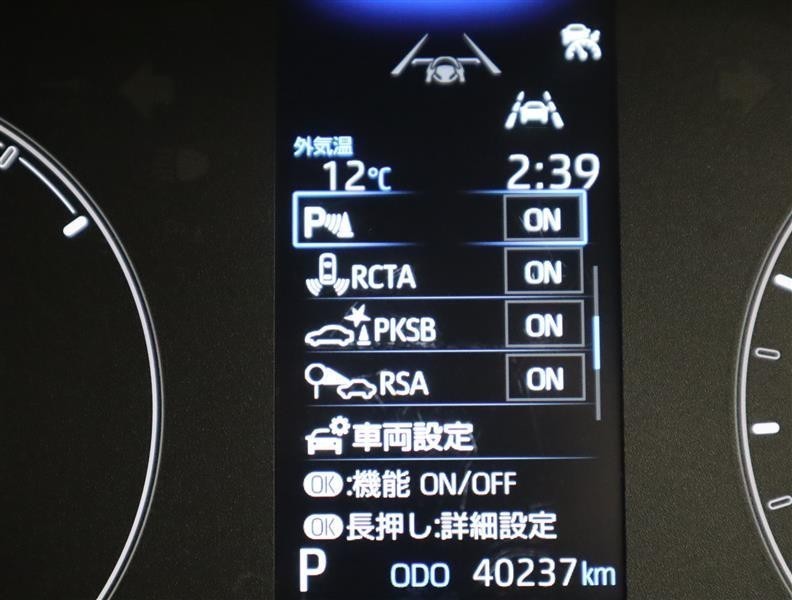 外気温
12℃ 2:39
P ON
RCTA ON
PKSB ON
RSA ON
車両設定
OK:機能 ON/OFF
OK長押し:詳細設定
P ODO 40237km